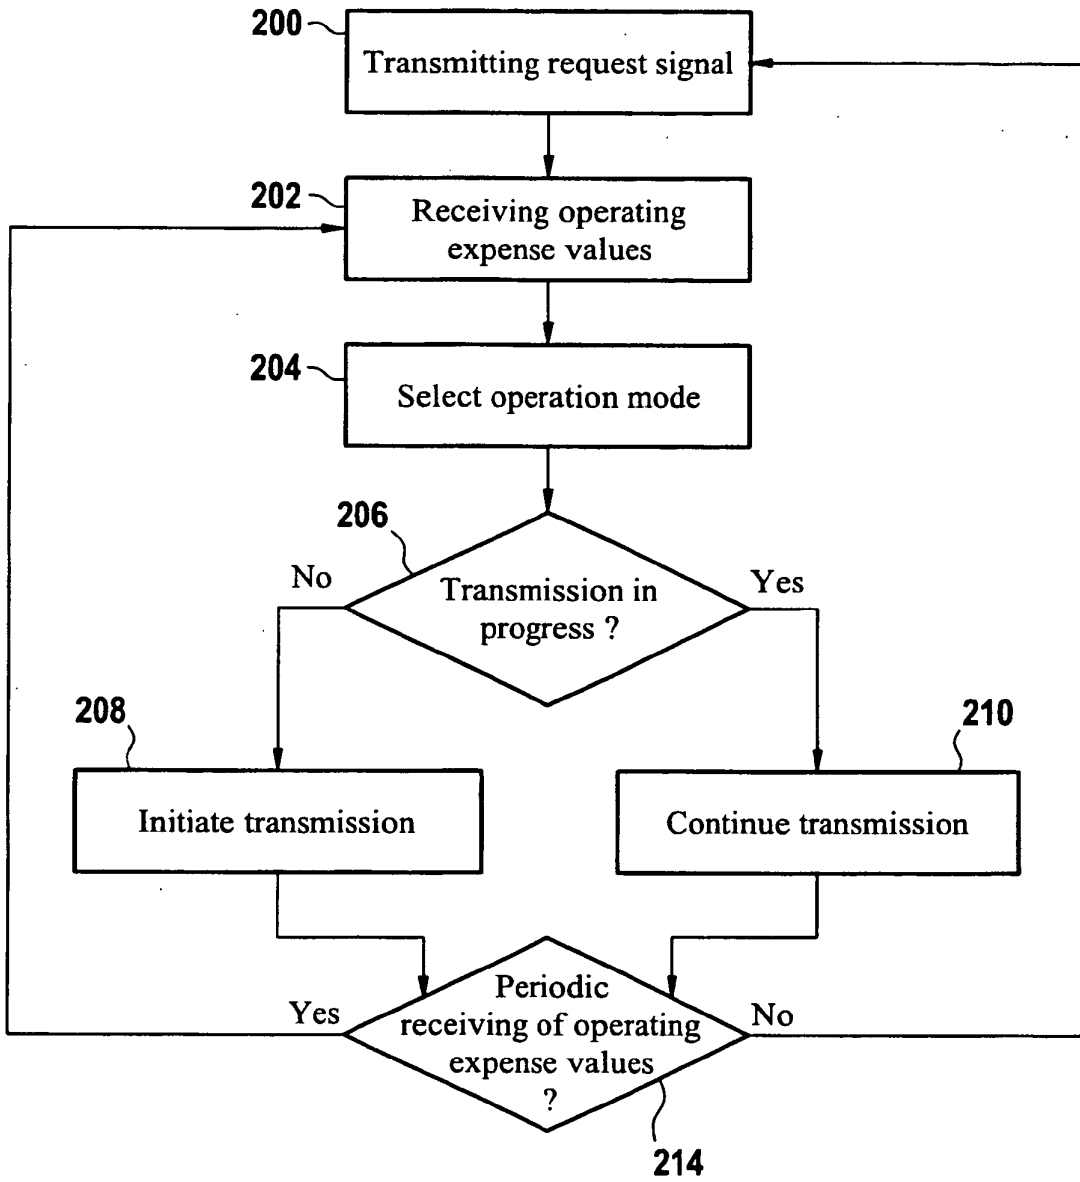 200
Transmitting request signal
202
Receiving operating
expense values
204
Select operation mode
206
No
Yes
Transmission in
progress ?
208
210
Initiate transmission
Continue transmission
Periodic
Yes
receiving of operating
No
expense values
?
214